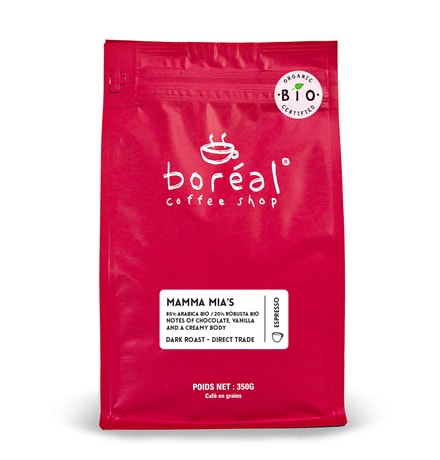 ORGANIC
• BIO •
CERTIFIED
boréal®
coffee shop
MAMMA MIA'S
80% ARABICA BIO / 20% ROBUSTA BIO
NOTES OF CHOCOLATE, VANILLA
AND A CREAMY BODY
DARK ROAST - DIRECT TRADE
ESPRESSO
POIDS NET : 350G
Café en grains